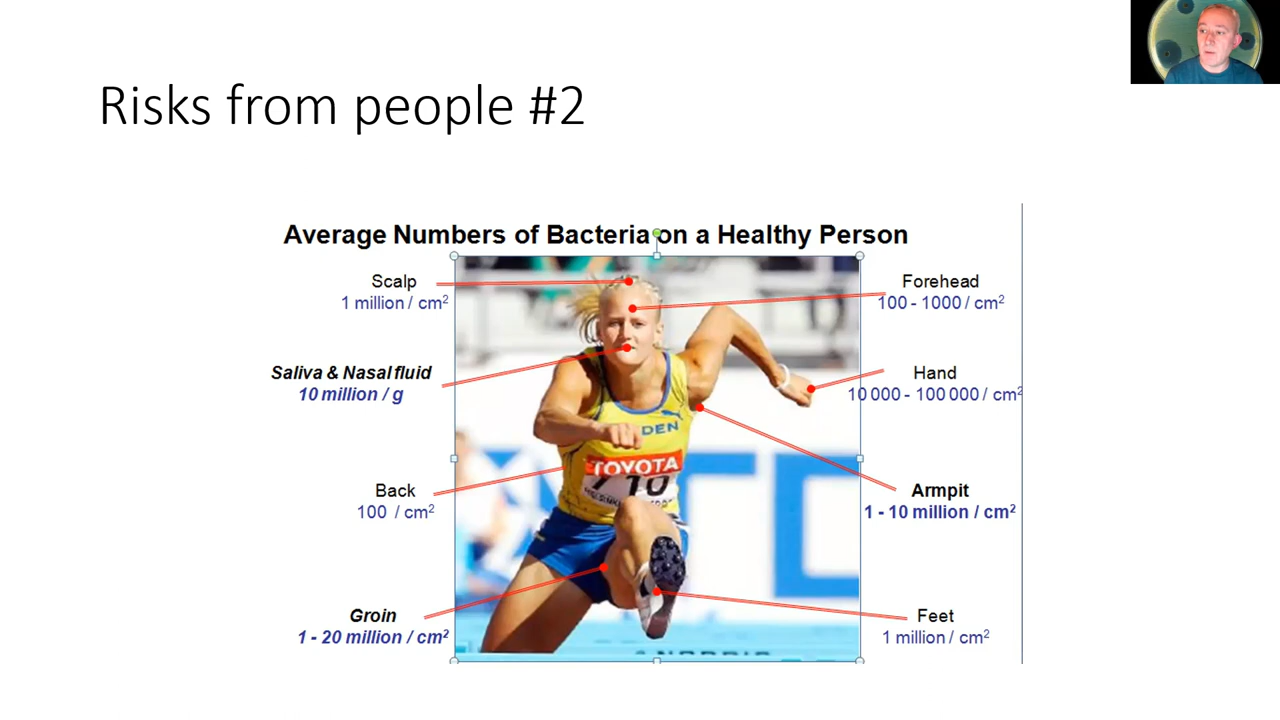 Risks from people #2
Average Numbers of Bacteria on a Healthy Person
Scalp
1 million / cm²
Forehead
100 - 1000 / cm²
Saliva & Nasal fluid
10 million / g
Hand
10 000 - 100 000 / cm²
DEN
TOYOTA
710
Back
100 / cm²
Armpit
1 - 10 million / cm²
Groin
1 - 20 million / cm²
Feet
1 million / cm²